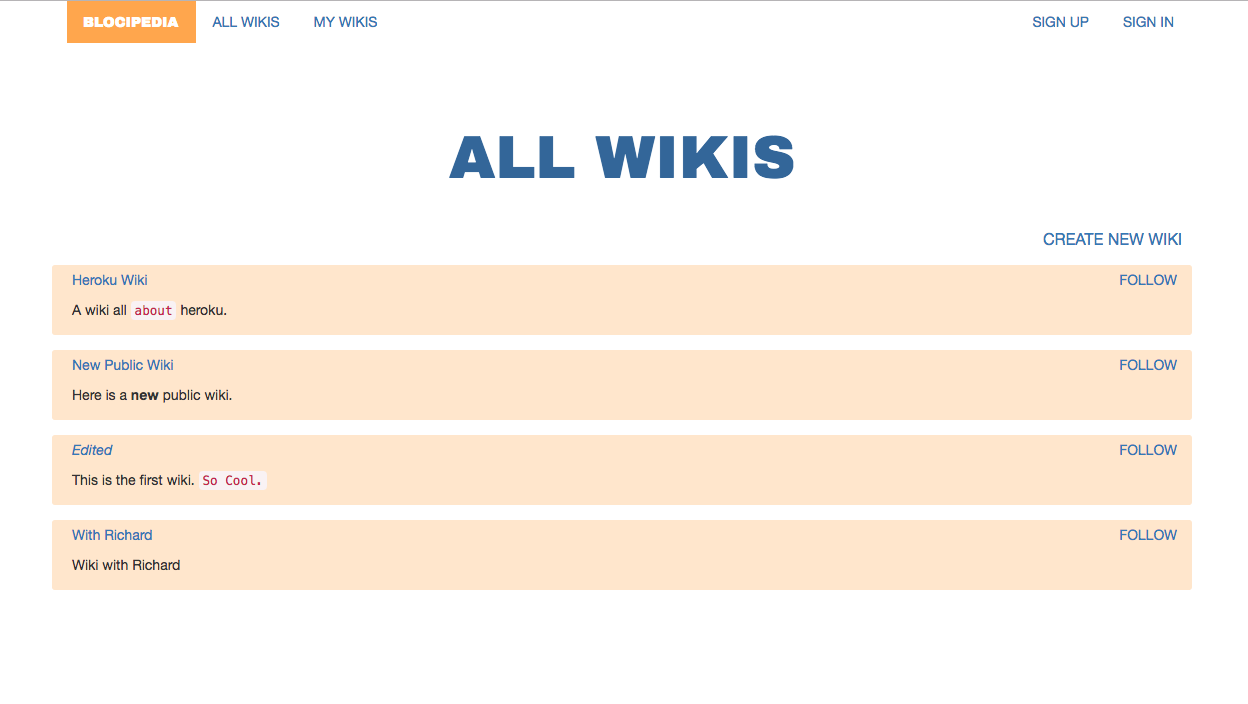 BLOCIPEDIA ALL WIKIS MY WIKIS SIGN UP SIGN IN
ALL WIKIS
CREATE NEW WIKI
Heroku Wiki FOLLOW
A wiki all about heroku.
New Public Wiki FOLLOW
Here is a new public wiki.
Edited FOLLOW
This is the first wiki. So Cool.
With Richard FOLLOW
Wiki with Richard